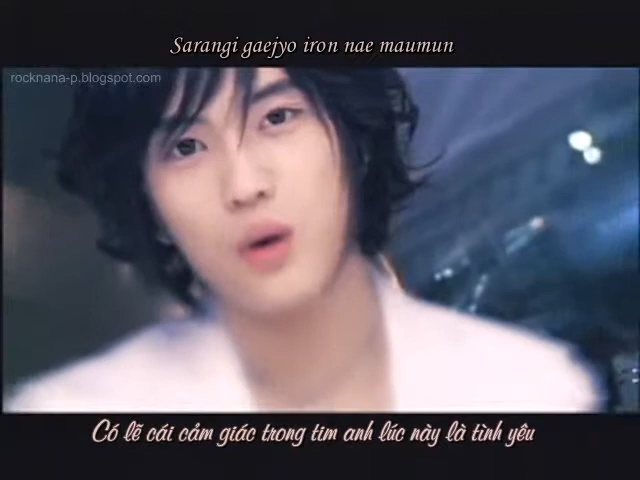 Sarangi gaejyo iron nae maumun
rocknana-p.blogspot.com
Có lẽ cái cảm giác trong tim anh lúc này là tình yêu